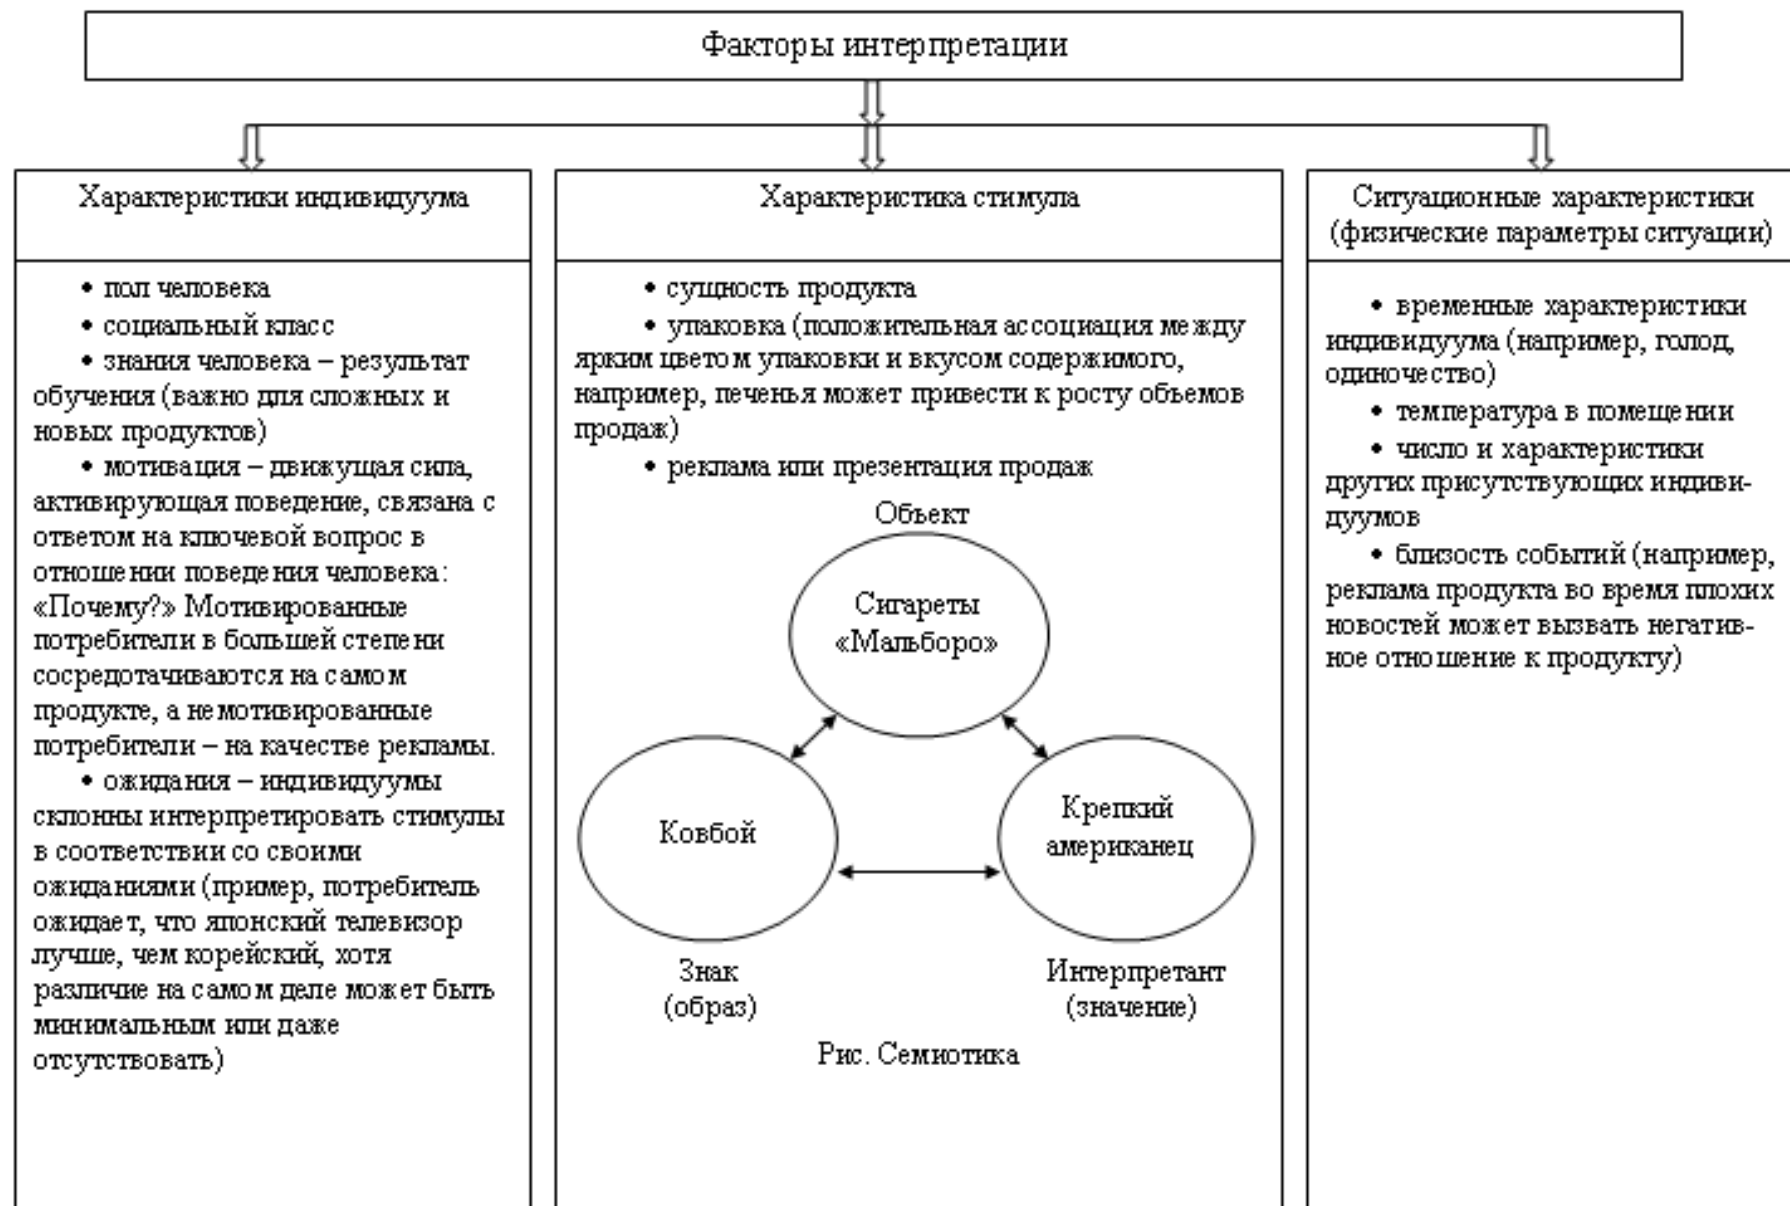 Факторы интерпретации
Характеристики индивидуума
• пол человека
• социальный класс
• знания человека – результат
обучения (важно для сложных и
новых продуктов)
• мотивация – движущая сила,
активирующая поведение, связана с
ответом на ключевой вопрос в
отношении поведения человека:
«Почему?» Мотивированные
потребители в большей степени
сосредотачиваются на самом
продукте, а немотивированные
потребители – на качестве рекламы.
• ожидания – индивидуумы
склонны интерпретировать стимулы
в соответствии со своими
ожиданиями (пример, потребитель
ожидает, что японский телевизор
лучше, чем корейский, хотя
различие на самом деле может быть
минимальным или даже
отсутствовать)
Характеристика стимула
• сущность продукта
• упаковка (положительная ассоциация между
ярким цветом упаковки и вкусом содержимого,
например, печенья может привести к росту объемов
продаж)
• реклама или презентация продаж
Объект
Сигареты
«Мальборо»
Ковбой
Крепкий
американец
Знак
(образ)
Интерпретант
(значение)
Рис. Семиотика
Ситуационные характеристики
(физические параметры ситуации)
• временные характеристики
индивидуума (например, голод,
одиночество)
• температура в помещении
• число и характеристики
других присутствующих индиви-
дуумов
• близость событий (например,
реклама продукта во время плохих
новостей может вызвать негатив-
ное отношение к продукту)